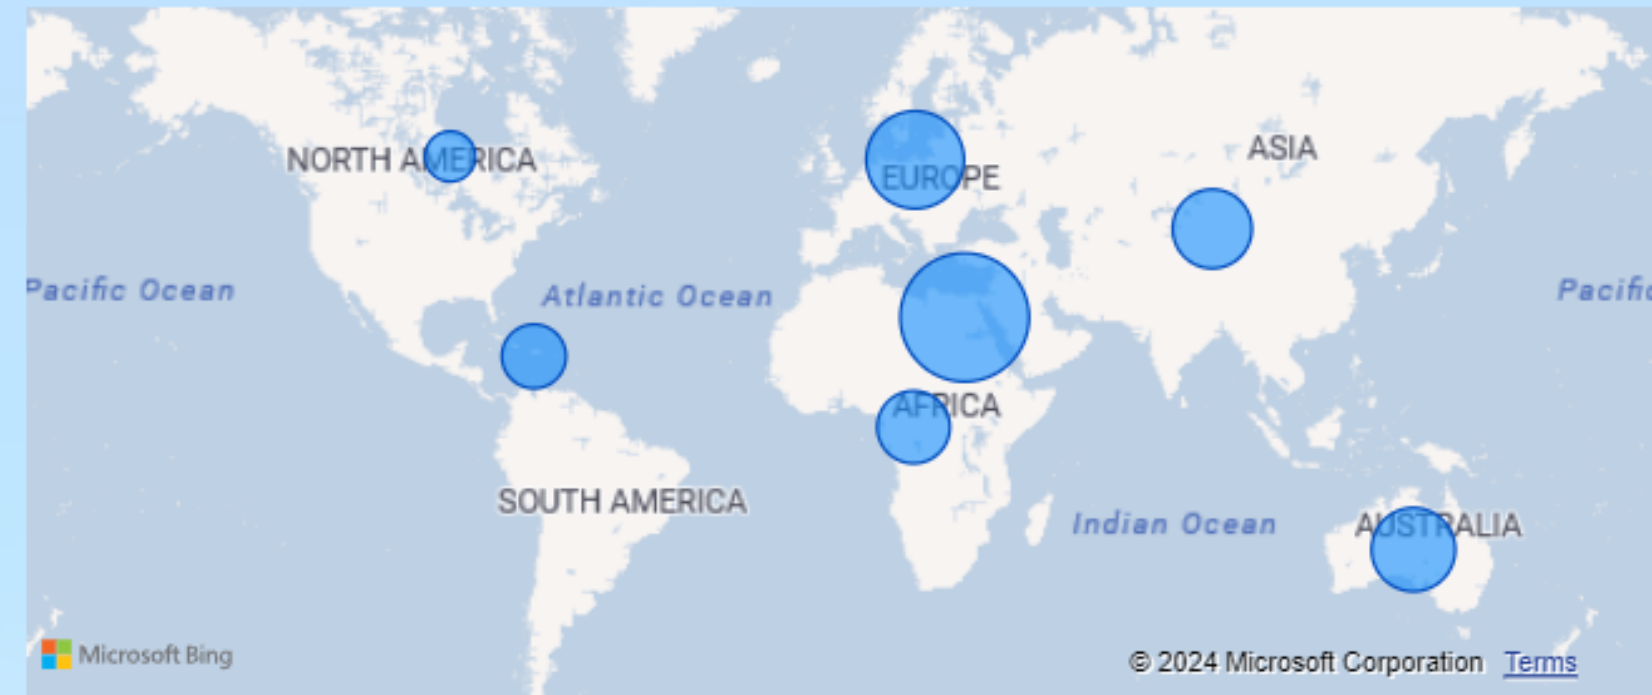 ASIA
NORTH AMERICA
EUROPE
Pacific Ocean
Atlantic Ocean
Pacific
AFRICA
SOUTH AMERICA
Indian Ocean
AUSTRALIA
Microsoft Bing
© 2024 Microsoft Corporation Terms